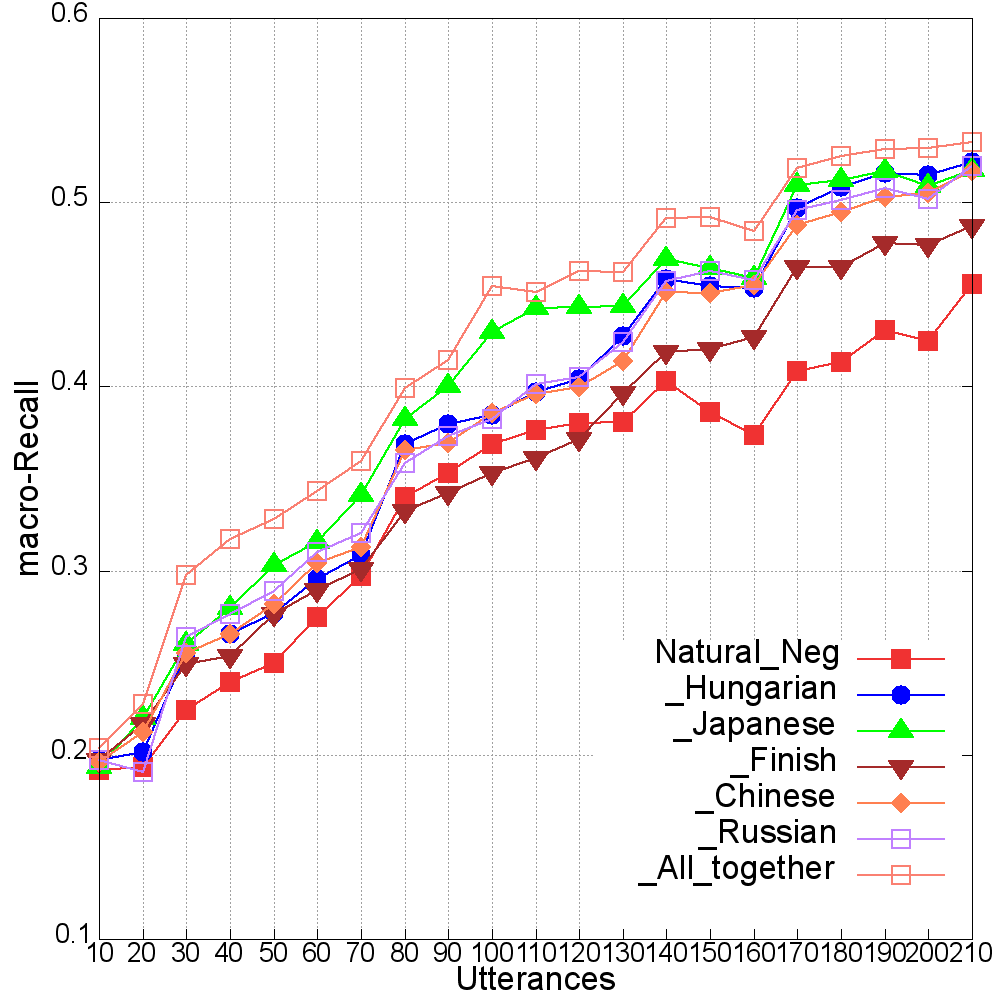 0.6
0.5
0.4
0.3
0.2
0.1
macro-Recall
Natural_Neg
_Hungarian
_Japanese
_Finish
_Chinese
_Russian
_All_together
10 20 30 40 50 60 70 80 90 100 110 120 130 140 150 160 170 180 190 200 210
Utterances